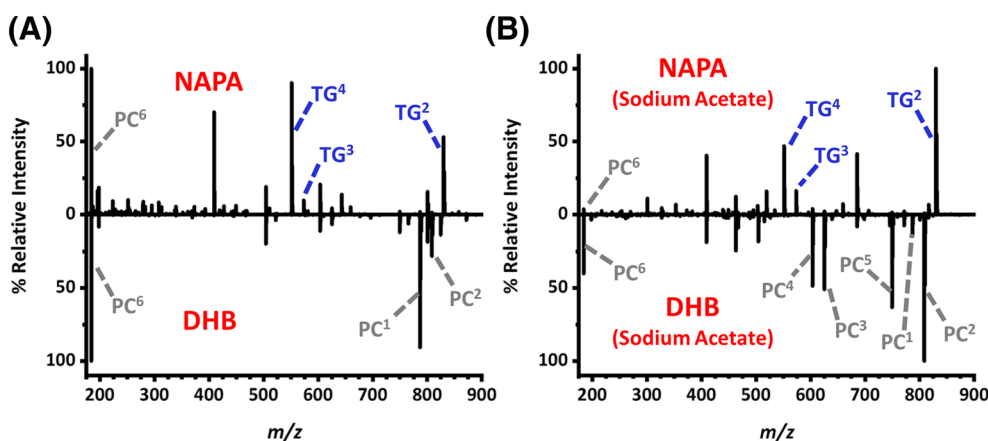 (A)
NAPA
PC⁶
TG⁴
TG³
TG²
% Relative Intensity
100
50
0
50
100
PC⁶
DHB
PC¹
PC²
200 300 400 500 600 700 800 900
m/z
(B)
NAPA
(Sodium Acetate)
PC⁶
TG⁴
TG³
TG²
% Relative Intensity
100
50
0
50
100
PC⁶
PC⁴
PC³
PC⁵
PC¹
PC²
DHB
(Sodium Acetate)
200 300 400 500 600 700 800 900
m/z